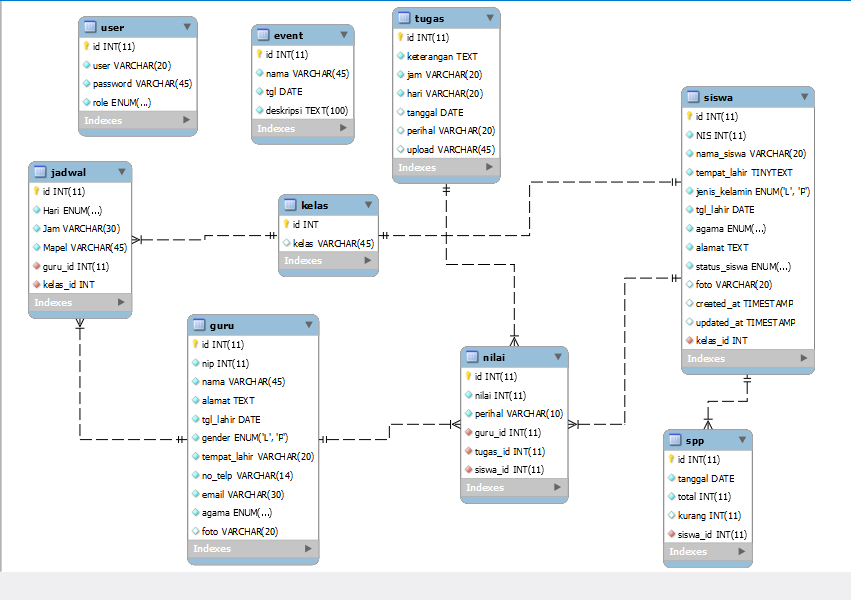 user
id INT(11)
user VARCHAR(20)
password VARCHAR(45)
role ENUM(...)
Indexes
event
id INT(11)
nama VARCHAR(45)
tgl DATE
deskripsi TEXT(100)
Indexes
tugas
id INT(11)
keterangan TEXT
jam VARCHAR(20)
hari VARCHAR(20)
tanggal DATE
perihal VARCHAR(20)
upload VARCHAR(45)
Indexes
siswa
id INT(11)
NIS INT(11)
nama_siswa VARCHAR(20)
tempat_lahir TINYTEXT
jenis_kelamin ENUM('L', 'P')
tgl_lahir DATE
agama ENUM(...)
alamat TEXT
status_siswa ENUM(...)
foto VARCHAR(20)
created_at TIMESTAMP
updated_at TIMESTAMP
kelas_id INT
Indexes
jadwal
id INT(11)
Hari ENUM(...)
Jam VARCHAR(30)
Mapel VARCHAR(45)
guru_id INT(11)
kelas_id INT
Indexes
kelas
id INT
kelas VARCHAR(45)
Indexes
guru
id INT(11)
nip INT(11)
nama VARCHAR(45)
alamat TEXT
tgl_lahir DATE
gender ENUM('L', 'P')
tempat_lahir VARCHAR(20)
no_telp VARCHAR(14)
email VARCHAR(30)
agama ENUM(...)
foto VARCHAR(20)
Indexes
nilai
id INT(11)
nilai INT(11)
perihal VARCHAR(10)
guru_id INT(11)
tugas_id INT(11)
siswa_id INT(11)
Indexes
spp
id INT(11)
tanggal DATE
total INT(11)
kurang INT(11)
siswa_id INT(11)
Indexes